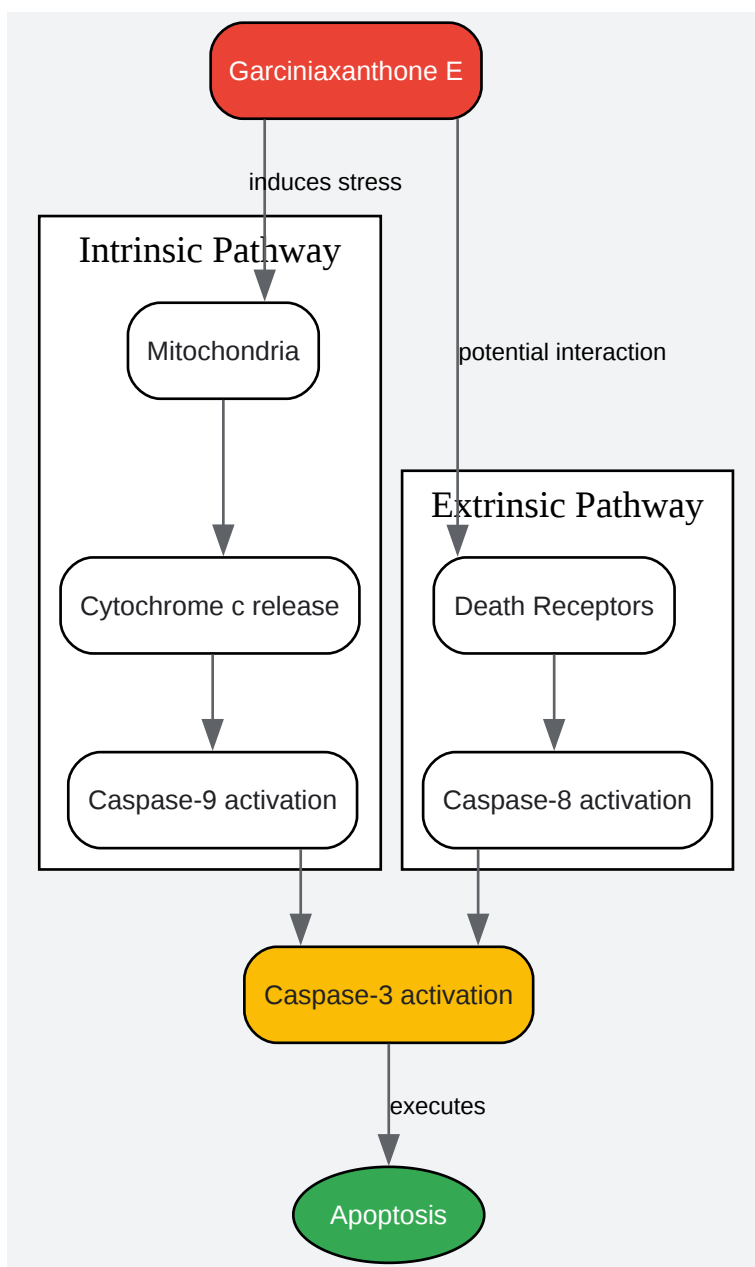 Garciniaxanthone E
induces stress
Intrinsic Pathway
Mitochondria
potential interaction
Extrinsic Pathway
Cytochrome c release
Death Receptors
Caspase-9 activation
Caspase-8 activation
Caspase-3 activation
executes
Apoptosis